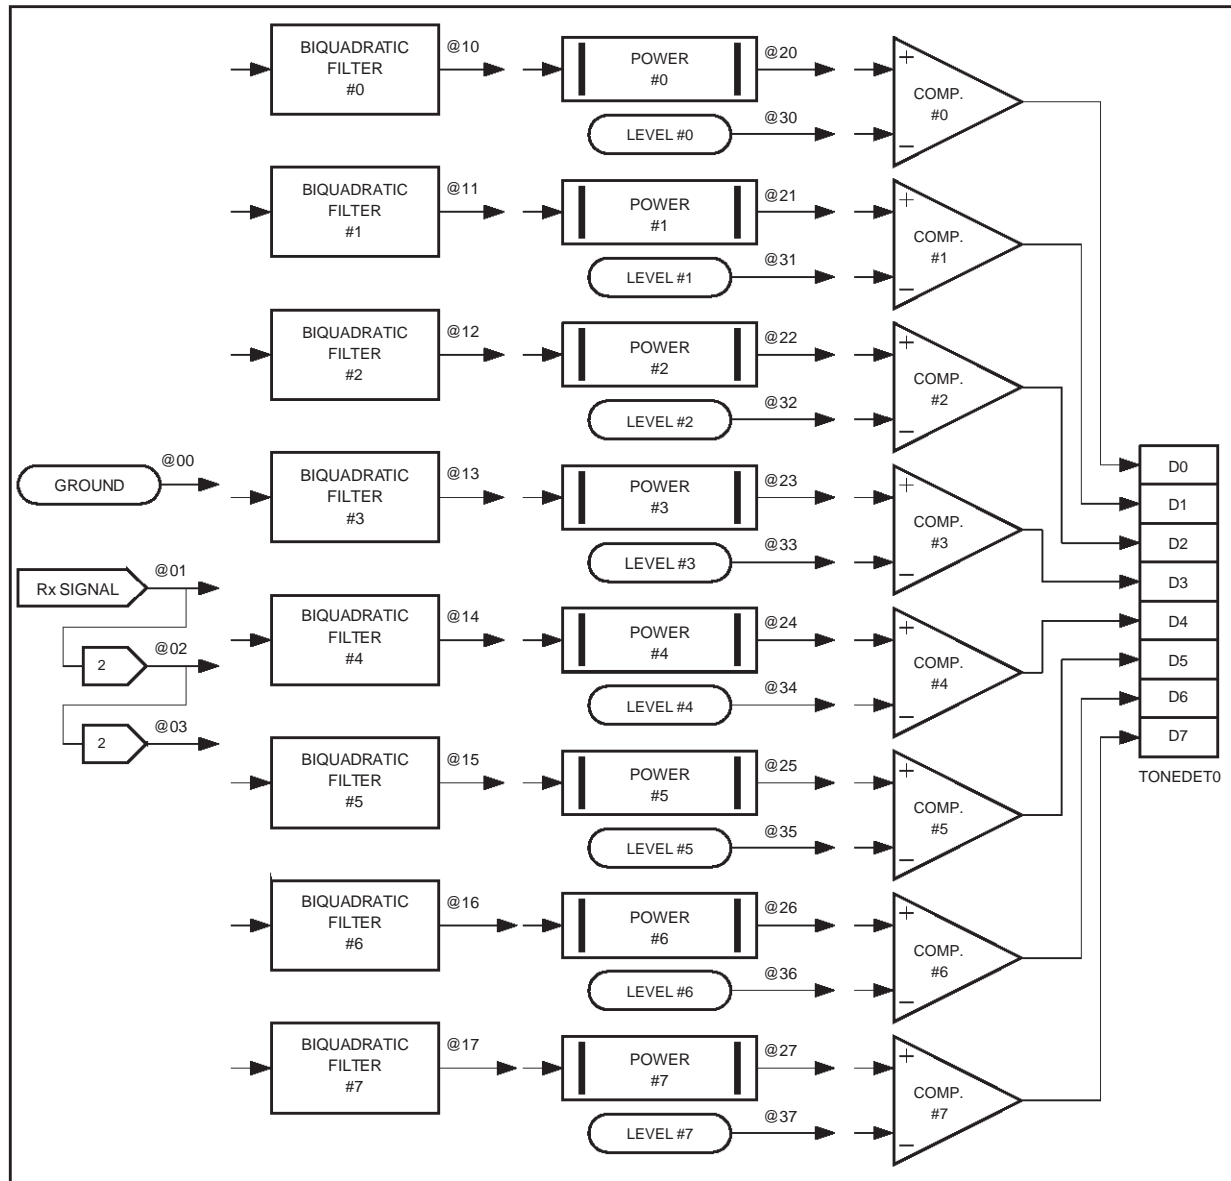 BIQUADRATIC
FILTER
#0
@10
POWER
#0
@20
LEVEL #0
@30
+
−
COMP.
#0
BIQUADRATIC
FILTER
#1
@11
POWER
#1
@21
LEVEL #1
@31
+
−
COMP.
#1
BIQUADRATIC
FILTER
#2
@12
POWER
#2
@22
LEVEL #2
@32
+
−
COMP.
#2
GROUND
@00
BIQUADRATIC
FILTER
#3
@13
POWER
#3
@23
LEVEL #3
@33
+
−
COMP.
#3
Rx SIGNAL
@01
2
@02
2
@03
BIQUADRATIC
FILTER
#4
@14
POWER
#4
@24
LEVEL #4
@34
+
−
COMP.
#4
BIQUADRATIC
FILTER
#5
@15
POWER
#5
@25
LEVEL #5
@35
+
−
COMP.
#5
BIQUADRATIC
FILTER
#6
@16
POWER
#6
@26
LEVEL #6
@36
+
−
COMP.
#6
BIQUADRATIC
FILTER
#7
@17
POWER
#7
@27
LEVEL #7
@37
+
−
COMP.
#7
D0
D1
D2
D3
D4
D5
D6
D7
TONEDET0